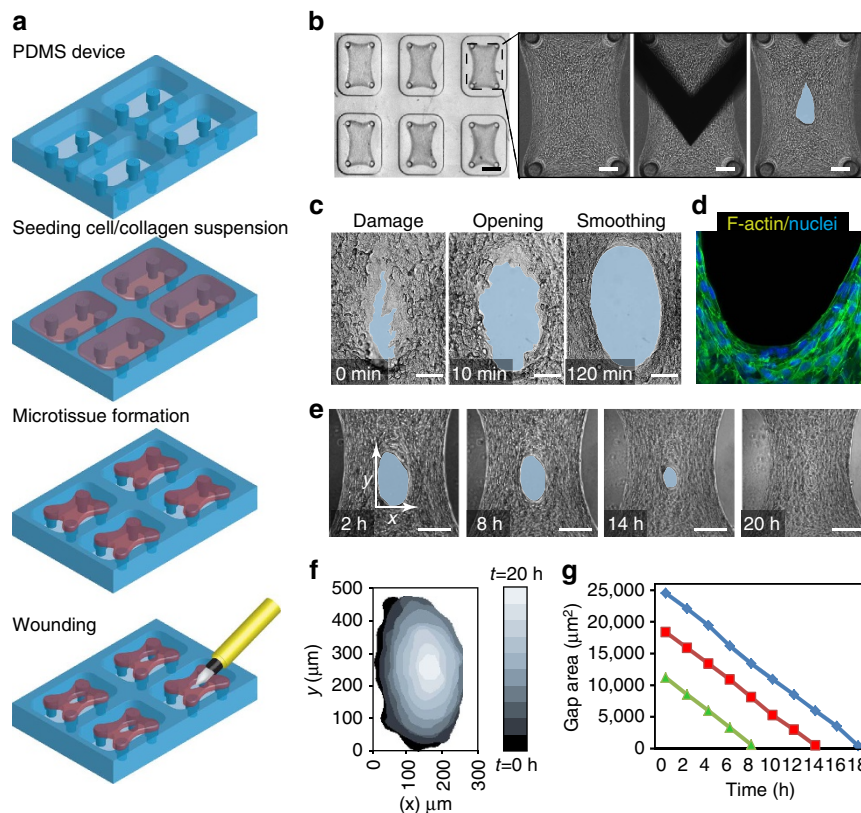 a
PDMS device
Seeding cell/collagen suspension
Microtissue formation
Wounding
b
c
Damage
Opening
Smoothing
0 min
10 min
120 min
d
F-actin/nuclei
e
y
x
2 h
8 h
14 h
20 h
f
500
400
300
200
100
0
y (μm)
0
100
200
300
(x) μm
t=20 h
t=0 h
g
25,000
20,000
15,000
10,000
5,000
0
Gap area (μm²)
0 2 4 6 8 10 12 14 16 18
Time (h)